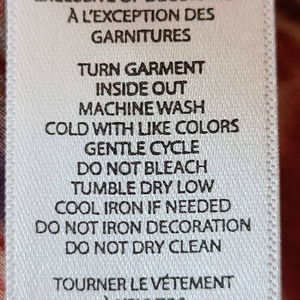 À L'EXCEPTION DES
GARNITURES
TURN GARMENT
INSIDE OUT
MACHINE WASH
COLD WITH LIKE COLORS
GENTLE CYCLE
DO NOT BLEACH
TUMBLE DRY LOW
COOL IRON IF NEEDED
DO NOT IRON DECORATION
DO NOT DRY CLEAN
TOURNER LE VÊTEMENT